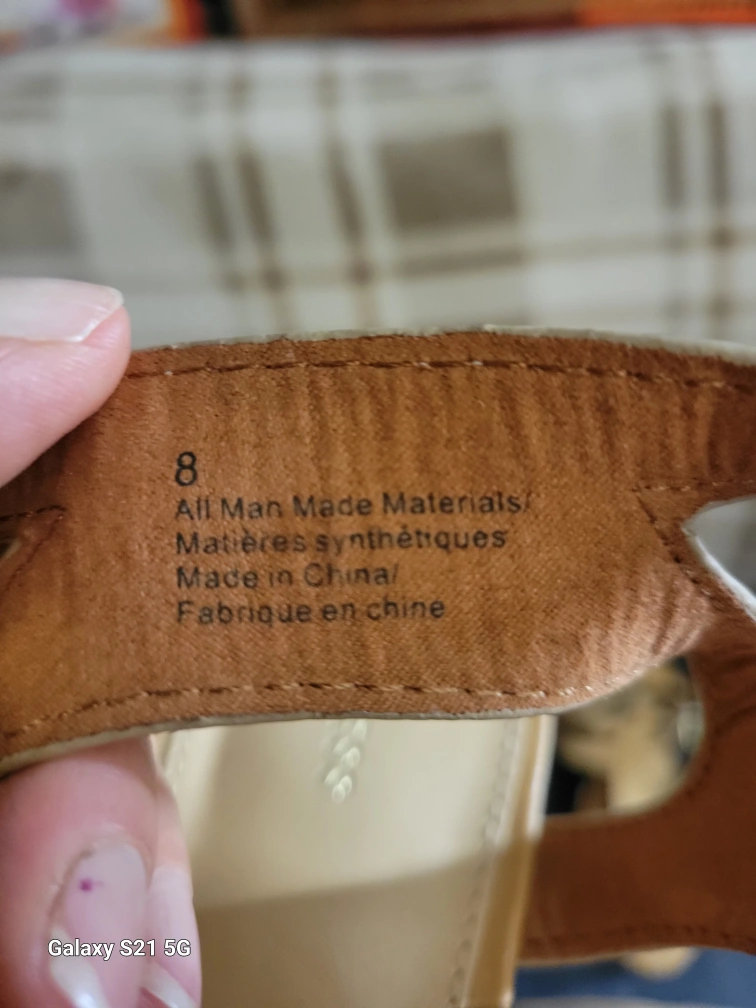 8
All Man Made Materials/
Matières synthétiques
Made in China/
Fabrique en chine
Galaxy S21 5G